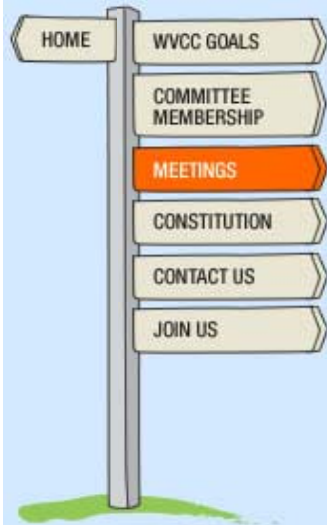 HOME
WVCC GOALS
COMMITTEE
MEMBERSHIP
MEETINGS
CONSTITUTION
CONTACT US
JOIN US